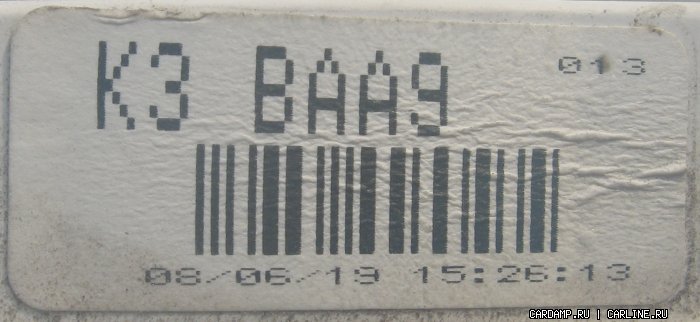 K3 BAA9 013
08/06/19 15:26:13
CARDAMP.RU | CARLINE.RU